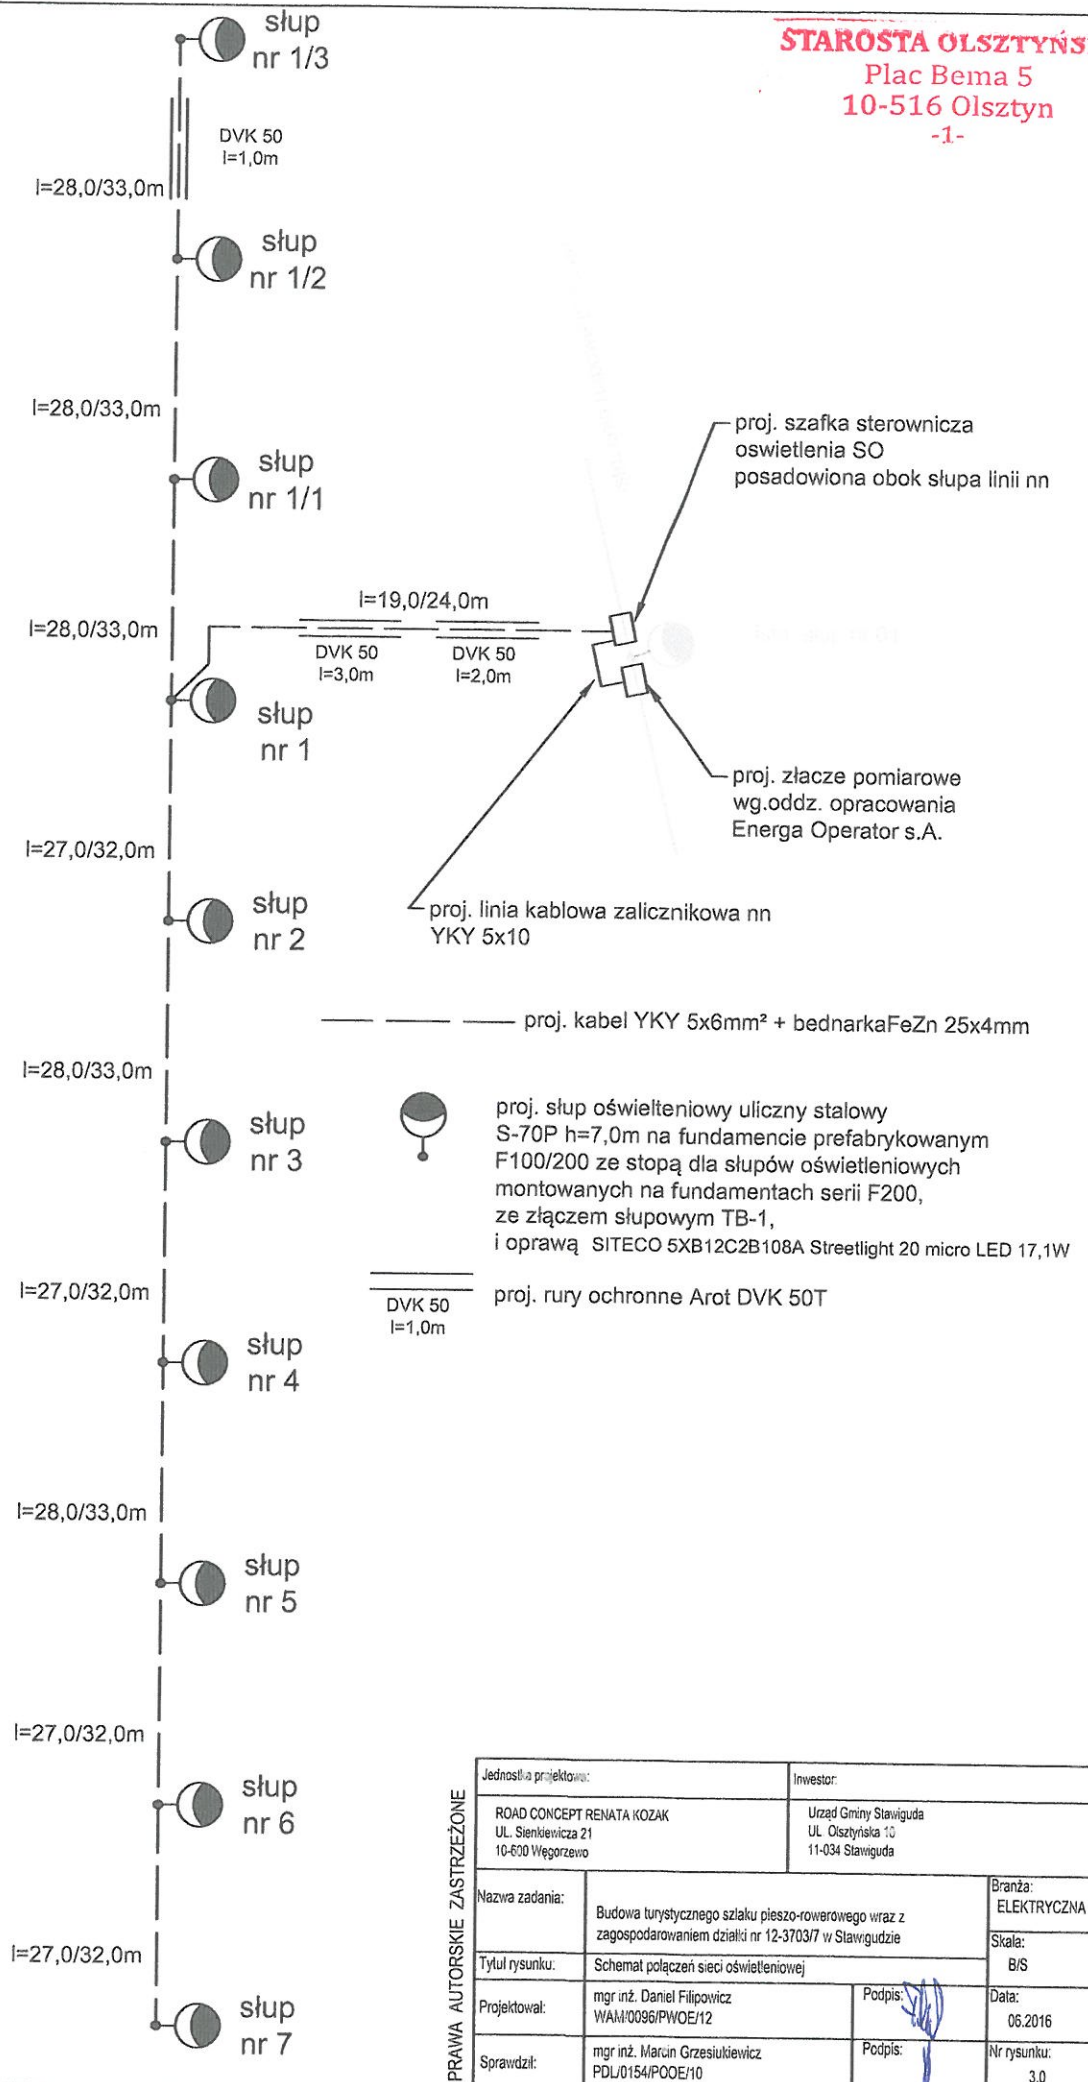 słup
nr 1/3
STAROSTA OLSZTYŃS
Plac Bema 5
10-516 Olsztyn
-1-
DVK 50
l=1,0m
l=28,0/33,0m
słup
nr 1/2
l=28,0/33,0m
słup
nr 1/1
proj. szafka sterownicza
oswietlenia SO
posadowiona obok słupa linii nn
l=28,0/33,0m
l=19,0/24,0m
DVK 50
l=3,0m
DVK 50
l=2,0m
słup
nr 1
proj. złacze pomiarowe
wg.oddz. opracowania
Energa Operator s.A.
l=27,0/32,0m
słup
nr 2
proj. linia kablowa zalicznikowa nn
YKY 5x10
proj. kabel YKY 5x6mm² + bednarkaFeZn 25x4mm
l=28,0/33,0m
słup
nr 3
proj. słup oświelteniowy uliczny stalowy
S-70P h=7,0m na fundamencie prefabrykowanym
F100/200 ze stopą dla słupów oświetleniowych
montowanych na fundamentach serii F200,
ze złączem słupowym TB-1,
i oprawą SITECO 5XB12C2B108A Streetlight 20 micro LED 17,1W
l=27,0/32,0m
DVK 50
l=1,0m
proj. rury ochronne Arot DVK 50T
słup
nr 4
l=28,0/33,0m
słup
nr 5
l=27,0/32,0m
słup
nr 6
l=27,0/32,0m
słup
nr 7
PRAWA AUTORSKIE ZASTRZEŻONE
Jednostka projektowa:
ROAD CONCEPT RENATA KOZAK
UL. Sienkiewicza 21
10-600 Węgorzewo
Inwestor:
Urząd Gminy Stawiguda
UL Olsztyńska 10
11-034 Stawiguda
Nazwa zadania:
Budowa turystycznego szlaku pieszo-rowerowego wraz z
zagospodarowaniem działki nr 12-3703/7 w Stawigudzie
Branża:
ELEKTRYCZNA
Skala:
B/S
Tytuł rysunku:
Schemat połączeń sieci oświetleniowej
Projektował:
mgr inż. Daniel Filipowicz
WAM/0096/PWOE/12
Podpis:
Data:
06.2016
Sprawdził:
mgr inż. Marcin Grzesiukiewicz
PDL/0154/POOE/10
Podpis:
Nr rysunku:
3.0